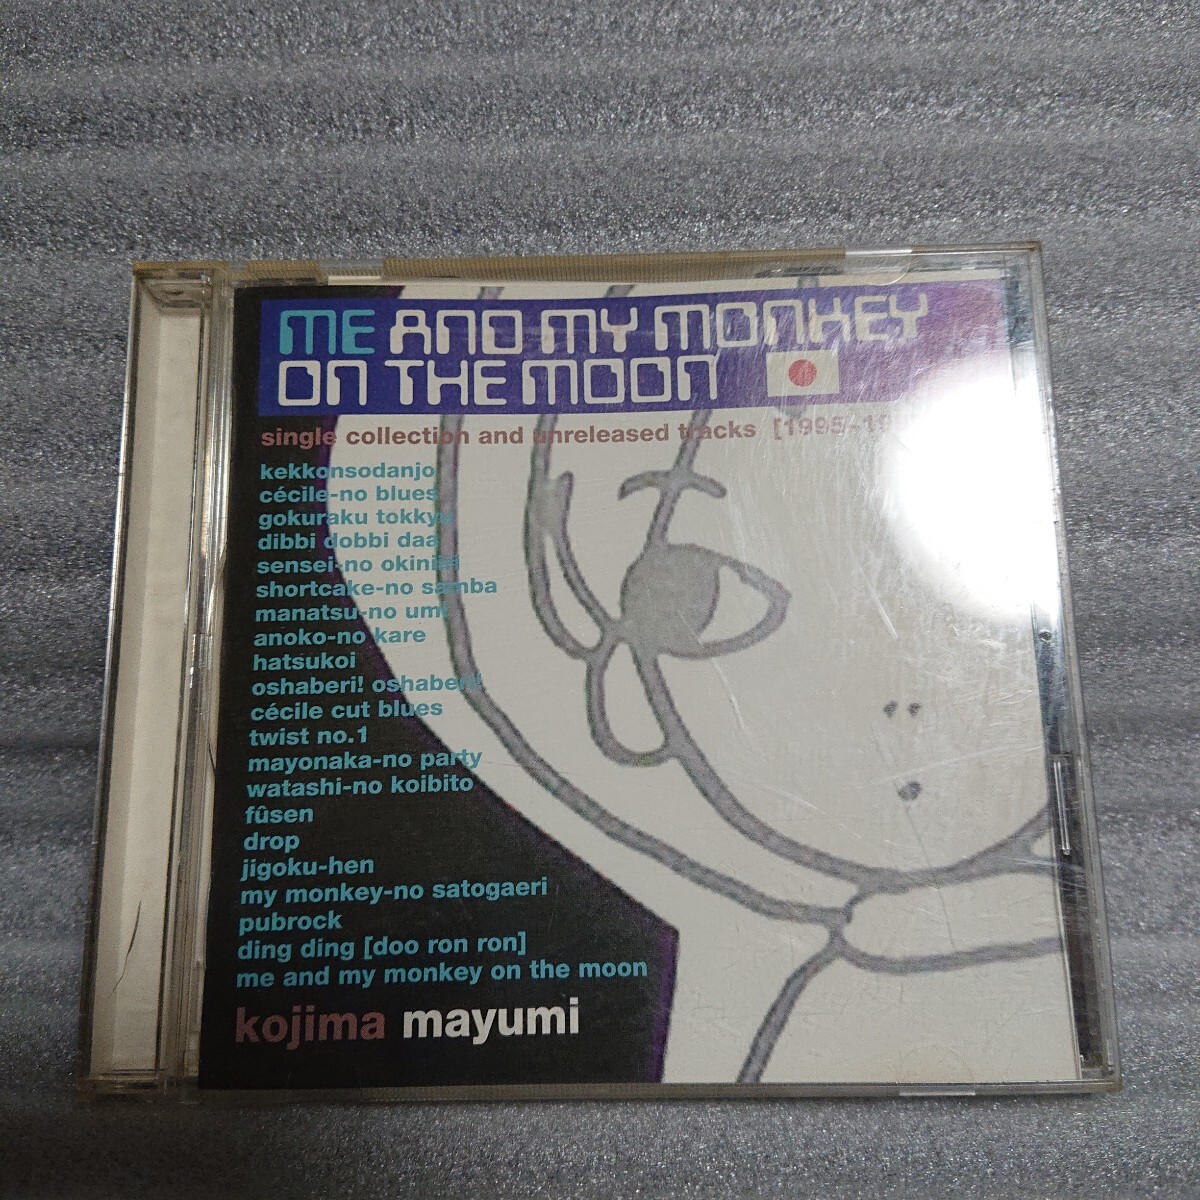 ME AND MY MONKEY
ON THE MOON
single collection and unreleased tracks [1995-19
kekkonsodanjo
cécile-no blues
gokuraku tokkyu
dibbi dobbi daa
sensei-no okiniiri
shortcake-no samba
manatsu-no umi
anoko-no kare
hatsukoi
oshaberi! oshaberi!
cécile cut blues
twist no.1
mayonaka-no party
watashi-no koibito
fûsen
drop
jigoku-hen
my monkey-no satogaeri
pubrock
ding ding [doo ron ron]
me and my monkey on the moon
kojima mayumi